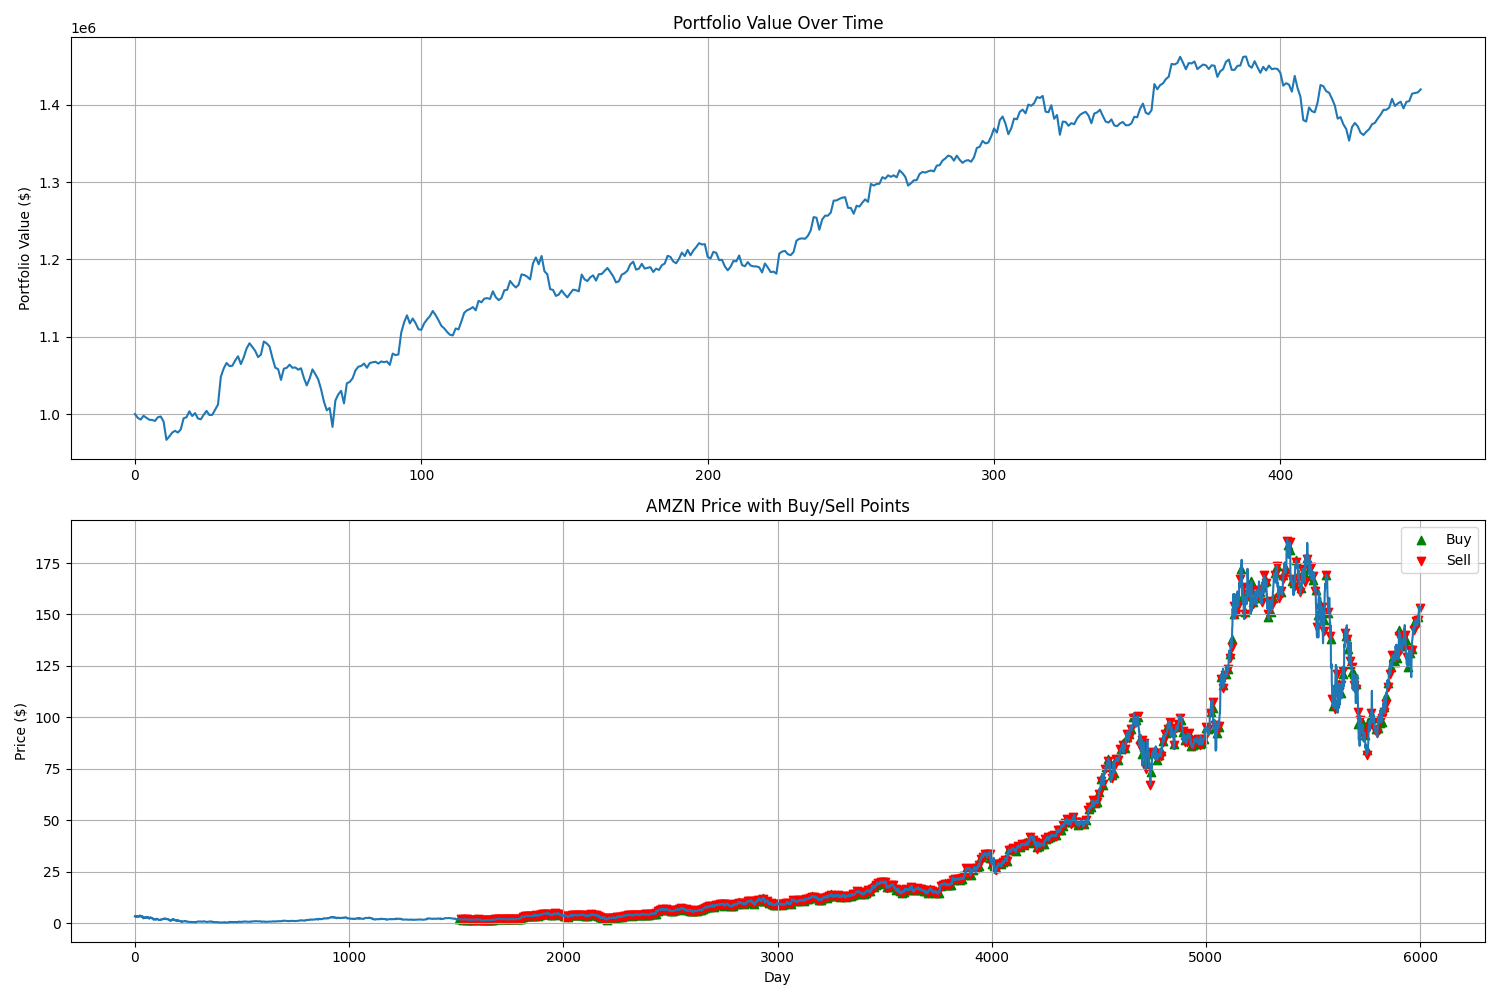 Portfolio Value Over Time
1e6
Portfolio Value ($)
1.4
1.3
1.2
1.1
1.0
0 100 200 300 400
AMZN Price with Buy/Sell Points
Buy
Sell
Price ($)
175
150
125
100
75
50
25
0
0 1000 2000 3000 4000 5000 6000
Day